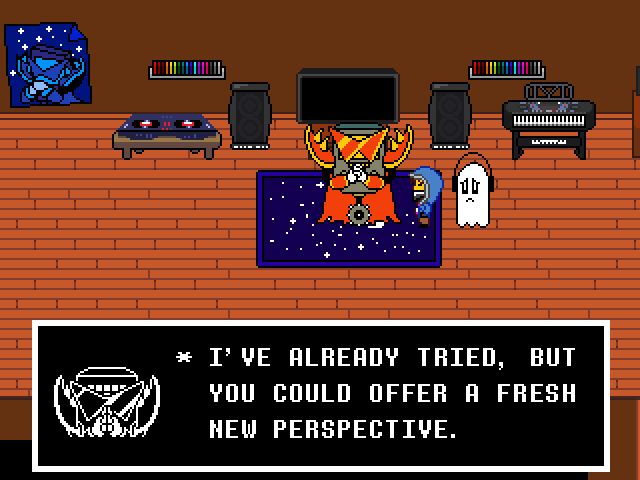 * I'VE ALREADY TRIED, BUT
YOU COULD OFFER A FRESH
NEW PERSPECTIVE.